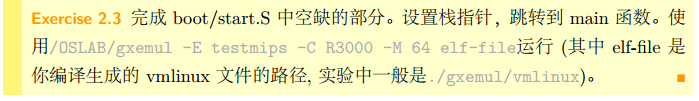 Exercise 2.3 完成 boot/start.S 中空缺的部分。设置栈指针, 跳转到 main 函数。使
用/OSLAB/gxemul -E testmips -C R3000 -M 64 elf-file运行 (其中 elf-file 是
你编译生成的 vmlinux 文件的路径, 实验中一般是./gxemul/vmlinux)。